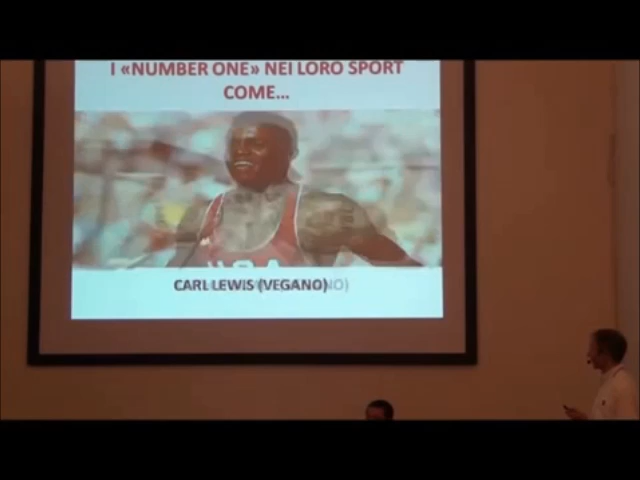 I «NUMBER ONE» NEI LORO SPORT
COME...
CARL LEWIS (VEGANO)